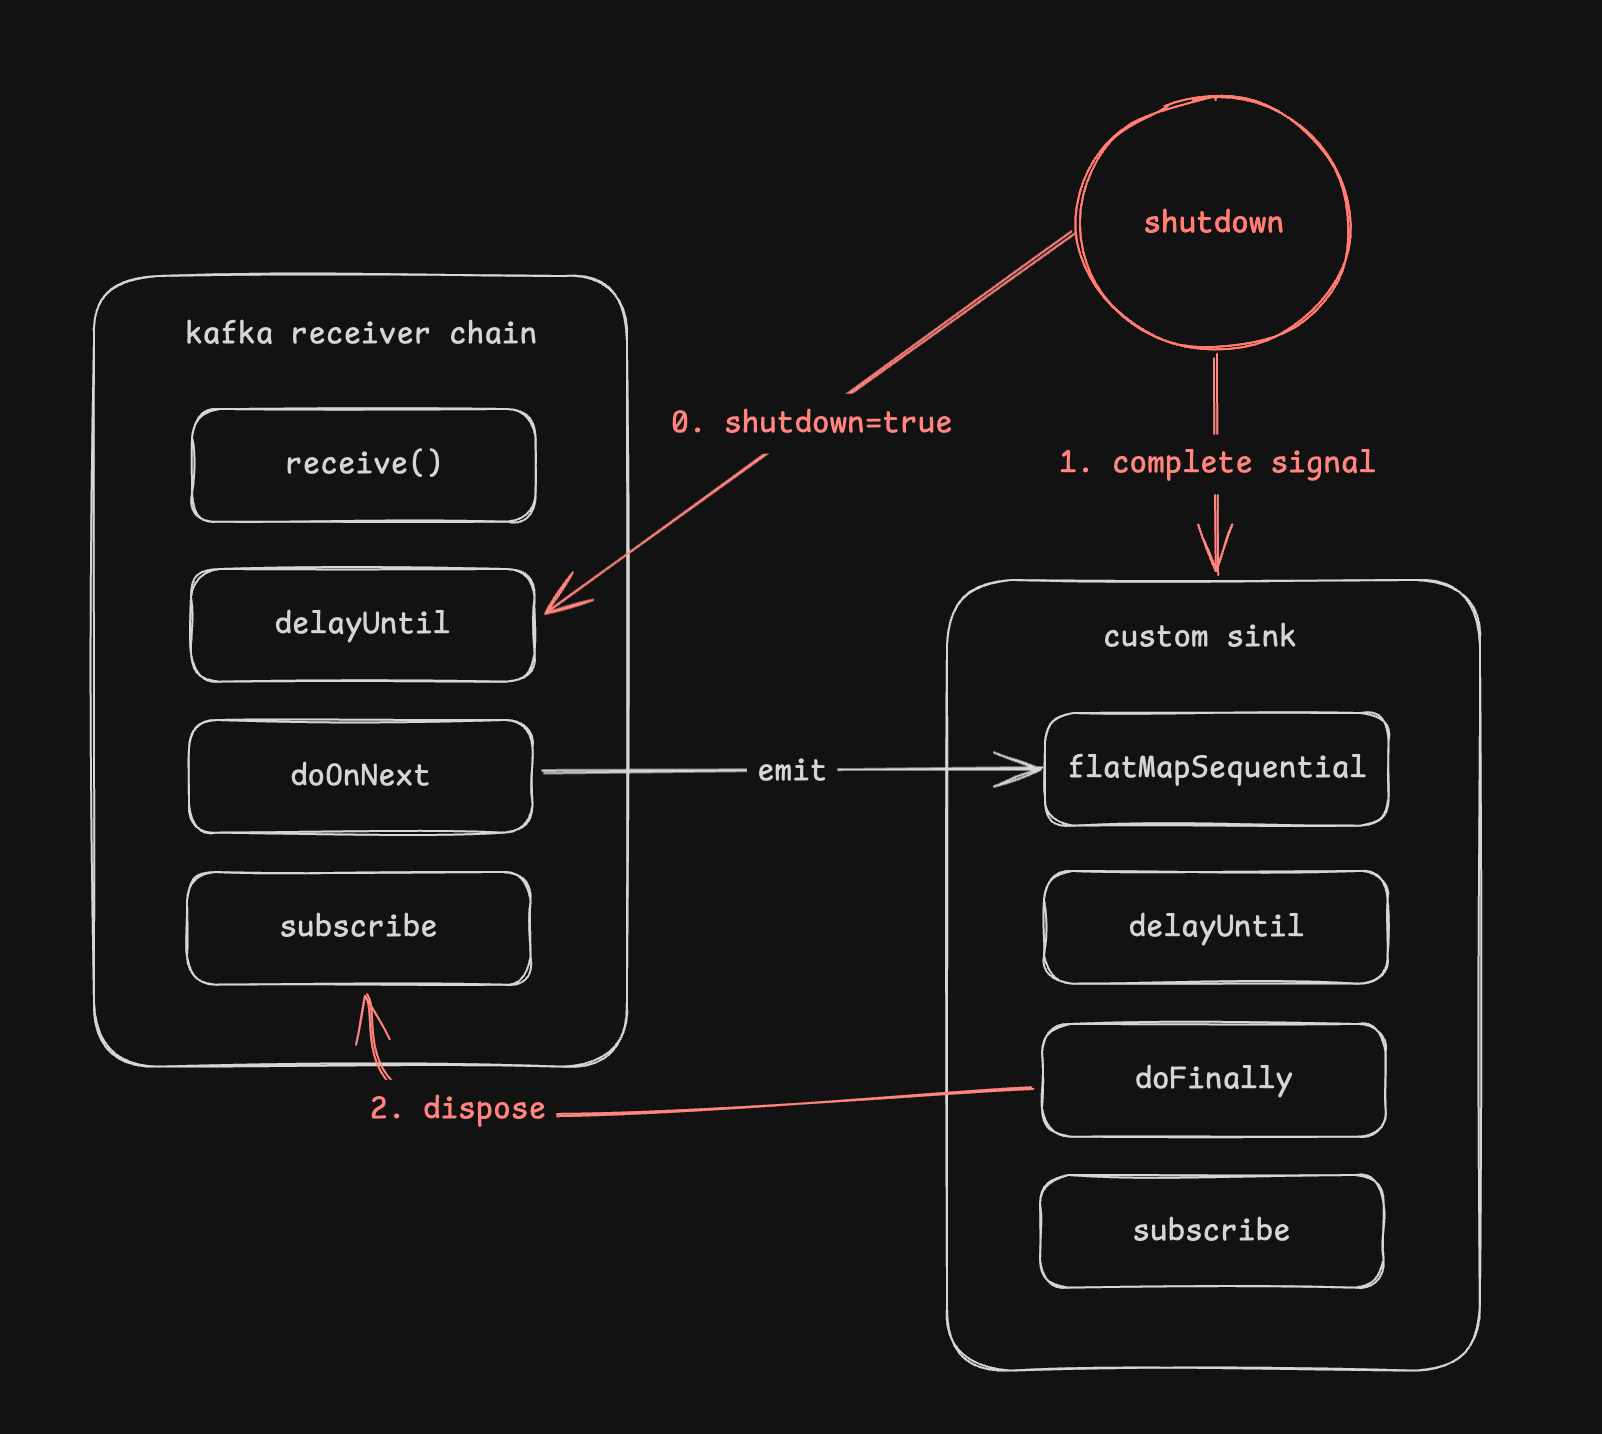 shutdown
kafka receiver chain
0. shutdown=true
receive()
1. complete signal
delayUntil
custom sink
doOnNext
emit
flatMapSequential
subscribe
delayUntil
2. dispose
doFinally
subscribe